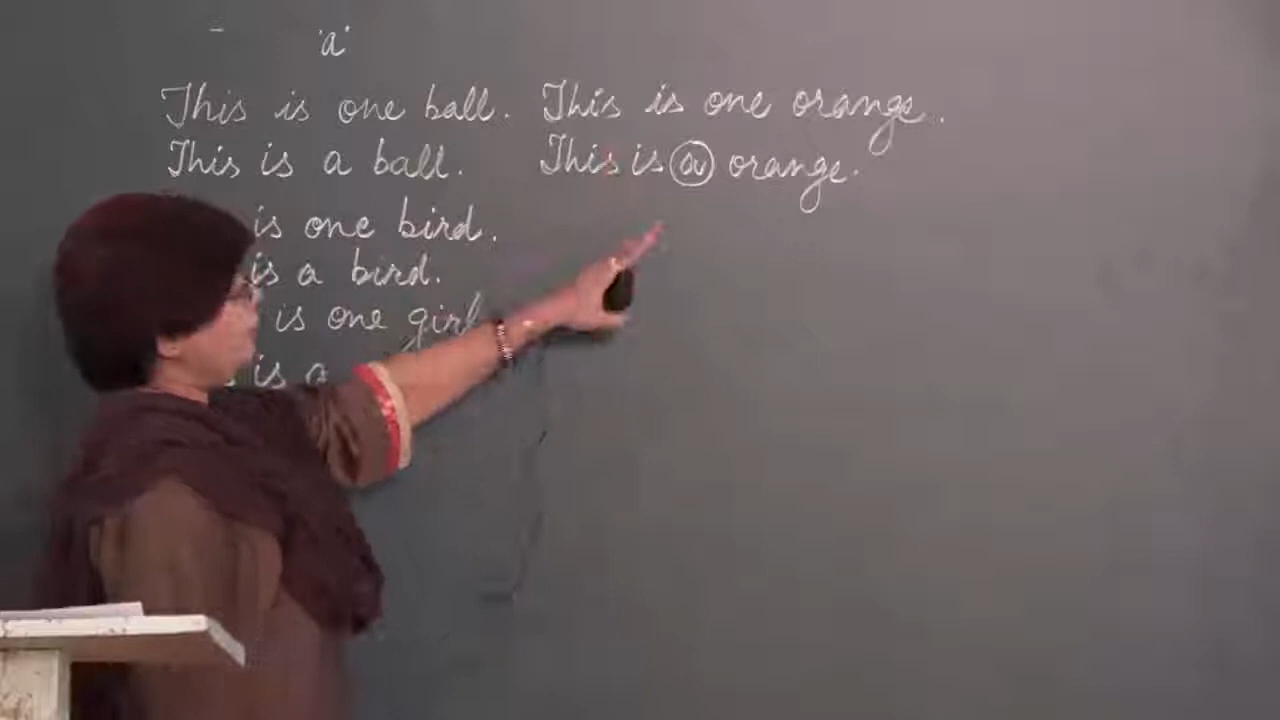 'a'
This is one ball. This is one orange.
This is a ball. This is a orange.
is one bird.
is a bird.
is one girl
is a